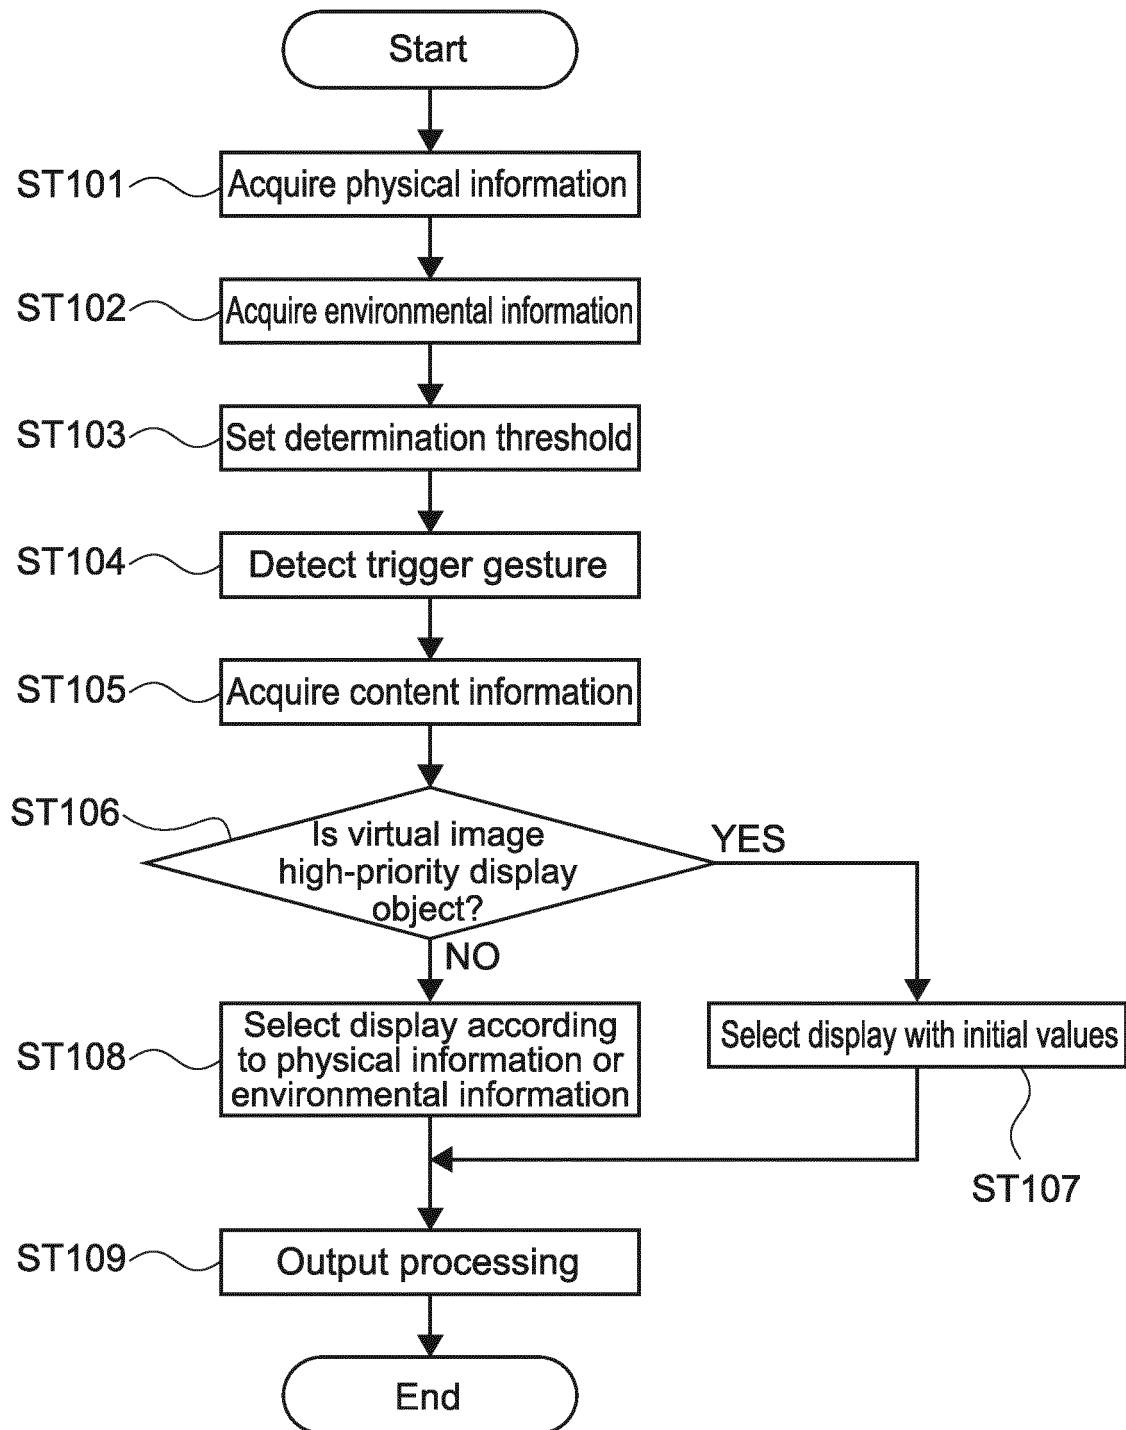 Start
ST101
Acquire physical information
ST102
Acquire environmental information
ST103
Set determination threshold
ST104
Detect trigger gesture
ST105
Acquire content information
ST106
Is virtual image
high-priority display
object?
YES
NO
ST108
Select display according
to physical information or
environmental information
Select display with initial values
ST107
ST109
Output processing
End